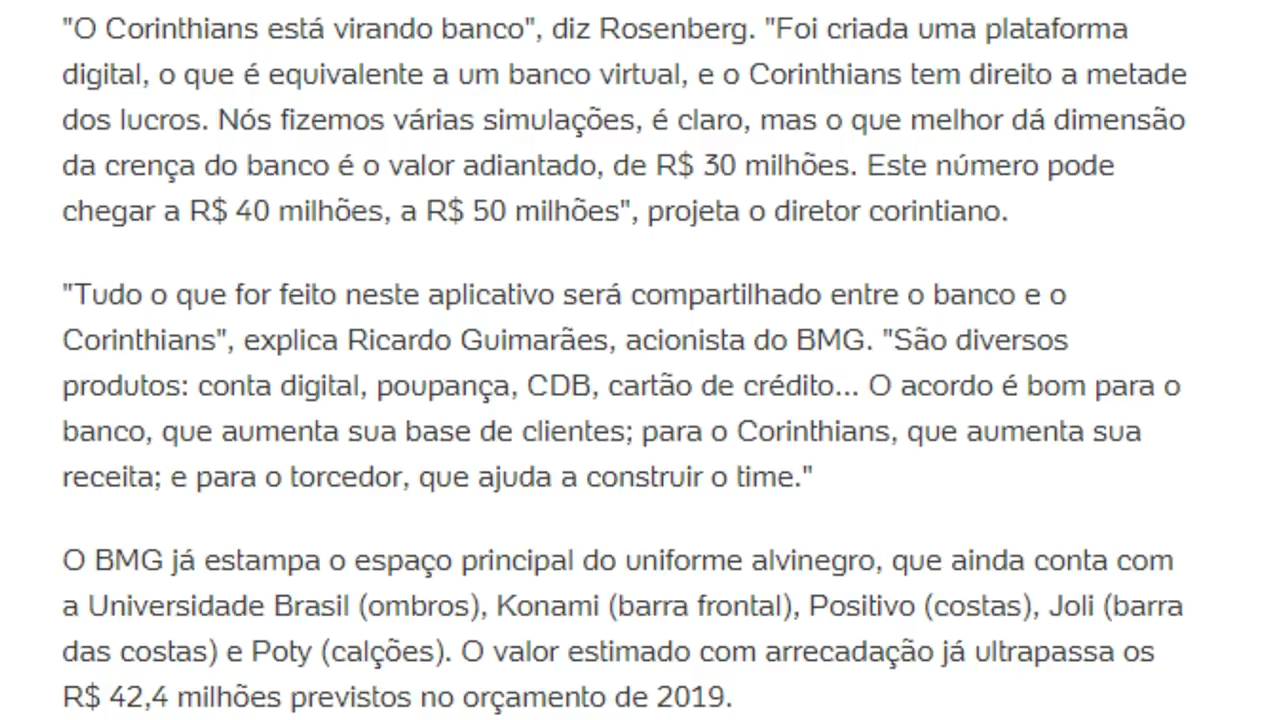 "O Corinthians está virando banco", diz Rosenberg. "Foi criada uma plataforma
digital, o que é equivalente a um banco virtual, e o Corinthians tem direito a metade
dos lucros. Nós fizemos várias simulações, é claro, mas o que melhor dá dimensão
da crença do banco é o valor adiantado, de R$ 30 milhões. Este número pode
chegar a R$ 40 milhões, a R$ 50 milhões", projeta o diretor corintiano.
"Tudo o que for feito neste aplicativo será compartilhado entre o banco e o
Corinthians", explica Ricardo Guimarães, acionista do BMG. "São diversos
produtos: conta digital, poupança, CDB, cartão de crédito... O acordo é bom para o
banco, que aumenta sua base de clientes; para o Corinthians, que aumenta sua
receita; e para o torcedor, que ajuda a construir o time."
O BMG já estampa o espaço principal do uniforme alvinegro, que ainda conta com
a Universidade Brasil (ombros), Konami (barra frontal), Positivo (costas), Joli (barra
das costas) e Poty (calções). O valor estimado com arrecadação já ultrapassa os
R$ 42,4 milhões previstos no orçamento de 2019.